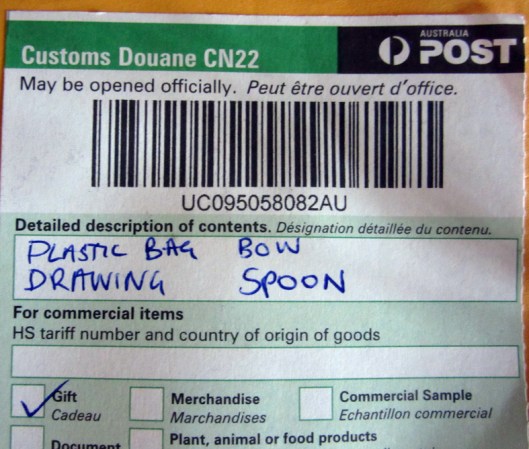 AUSTRALIA
POST
Customs Douane CN22
May be opened officially. Peut être ouvert d'office.
UC095058082AU
Detailed description of contents. Désignation détaillée du contenu.
PLASTIC BAG BOW
DRAWING SPOON
For commercial items
HS tariff number and country of origin of goods
Gift Merchandise Commercial Sample
Cadeau Marchandises Echantillon commercial
Document Plant, animal or food products